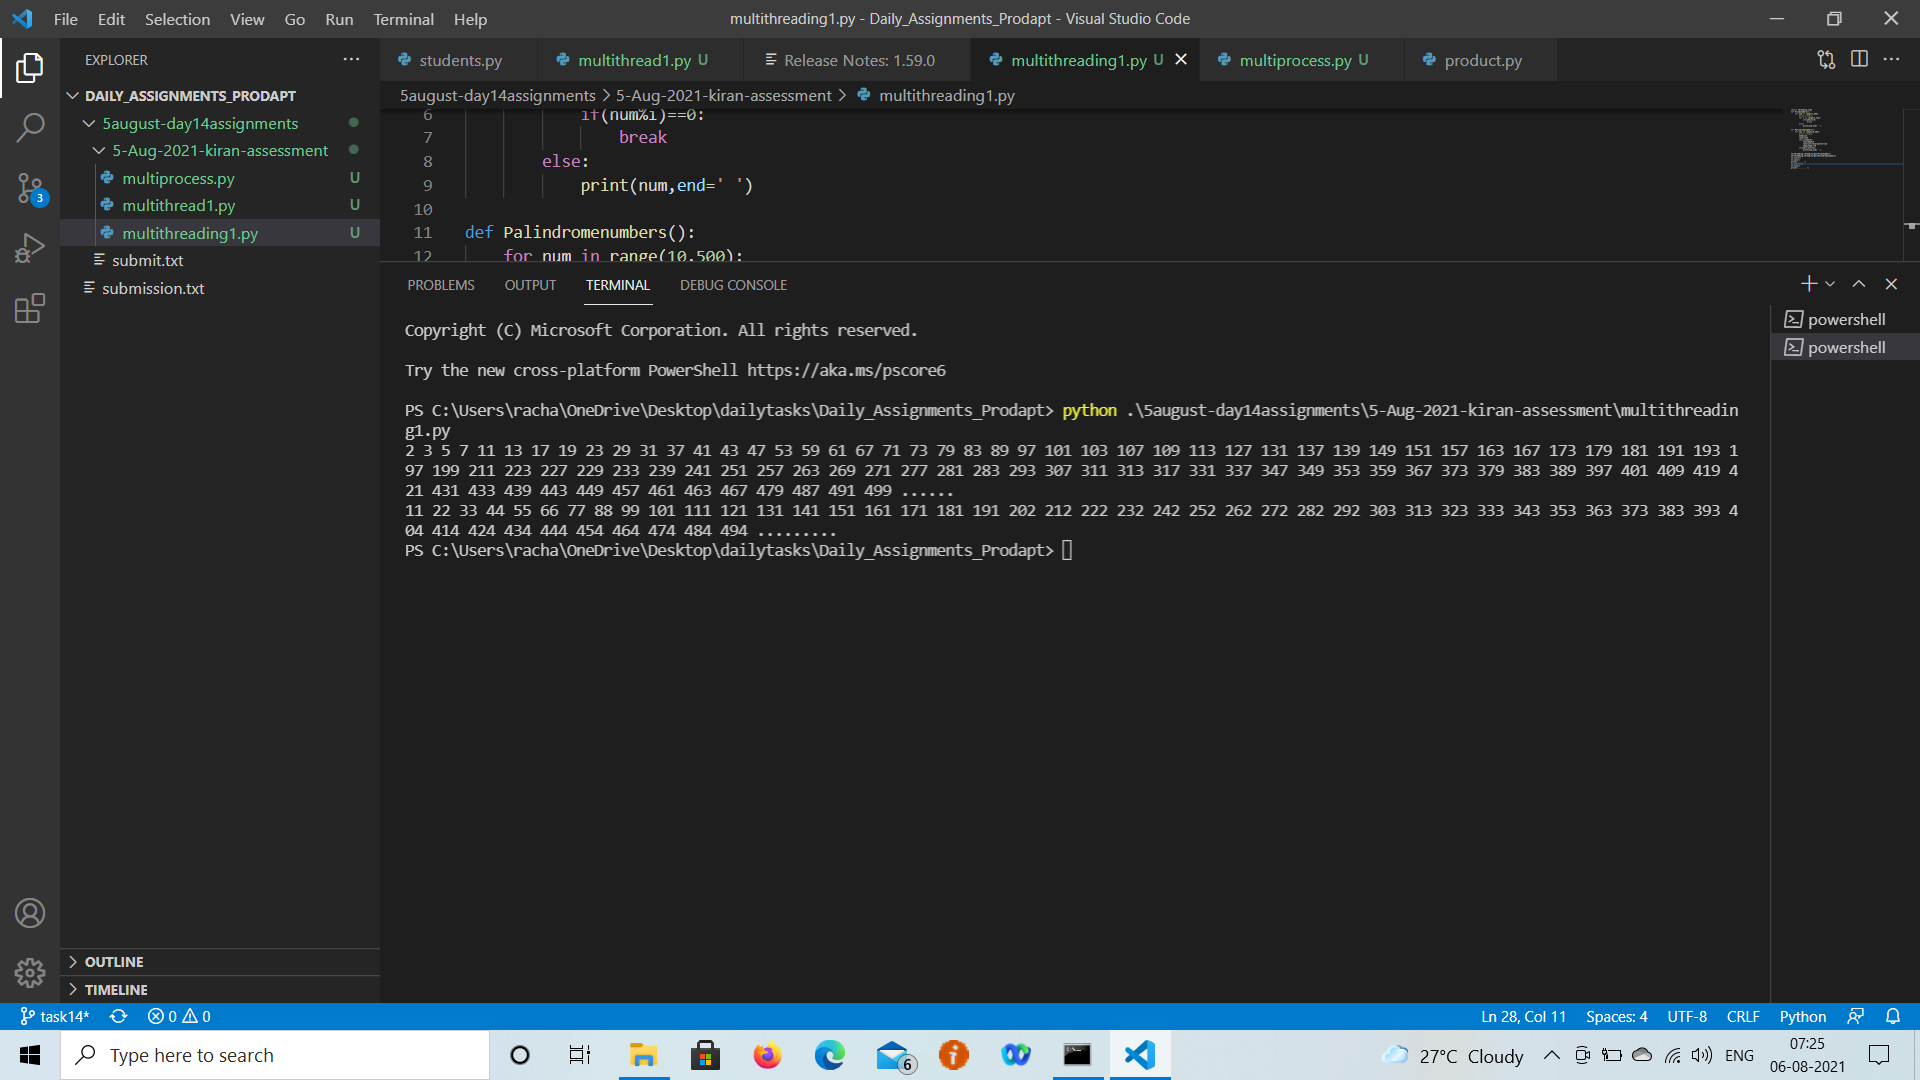 File Edit Selection View Go Run Terminal Help
multithreading1.py - Daily_Assignments_Prodapt - Visual Studio Code
EXPLORER
DAILY_ASSIGNMENTS_PRODAPT
5august-day14assignments
5-Aug-2021-kiran-assessment
multiprocess.py U
multithread1.py U
multithreading1.py U
submit.txt
submission.txt
3
OUTLINE
TIMELINE
students.py multithread1.py U Release Notes: 1.59.0 multithreading1.py U multiprocess.py U product.py
5august-day14assignments > 5-Aug-2021-kiran-assessment > multithreading1.py
6 if(num%i)==0:
7 break
8 else:
9 print(num,end=' ')
10
11 def Palindromenumbers():
12 for num in range(10,500):
PROBLEMS OUTPUT TERMINAL DEBUG CONSOLE
powershell
powershell
Copyright (C) Microsoft Corporation. All rights reserved.
Try the new cross-platform PowerShell https://aka.ms/pscore6
PS C:\Users\racha\OneDrive\Desktop\dailytasks\Daily_Assignments_Prodapt> python .\5august-day14assignments\5-Aug-2021-kiran-assessment\multithreadin
g1.py
2 3 5 7 11 13 17 19 23 29 31 37 41 43 47 53 59 61 67 71 73 79 83 89 97 101 103 107 109 113 127 131 137 139 149 151 157 163 167 173 179 181 191 193 1
97 199 211 223 227 229 233 239 241 251 257 263 269 271 277 281 283 293 307 311 313 317 331 337 347 349 353 359 367 373 379 383 389 397 401 409 419 4
21 431 433 439 443 449 457 461 463 467 479 487 491 499 ......
11 22 33 44 55 66 77 88 99 101 111 121 131 141 151 161 171 181 191 202 212 222 232 242 252 262 272 282 292 303 313 323 333 343 353 363 373 383 393 4
04 414 424 434 444 454 464 474 484 494 .........
PS C:\Users\racha\OneDrive\Desktop\dailytasks\Daily_Assignments_Prodapt>
task14* 0 0
Ln 28, Col 11 Spaces: 4 UTF-8 CRLF Python
Type here to search
6
27°C Cloudy
ENG
07:25
06-08-2021